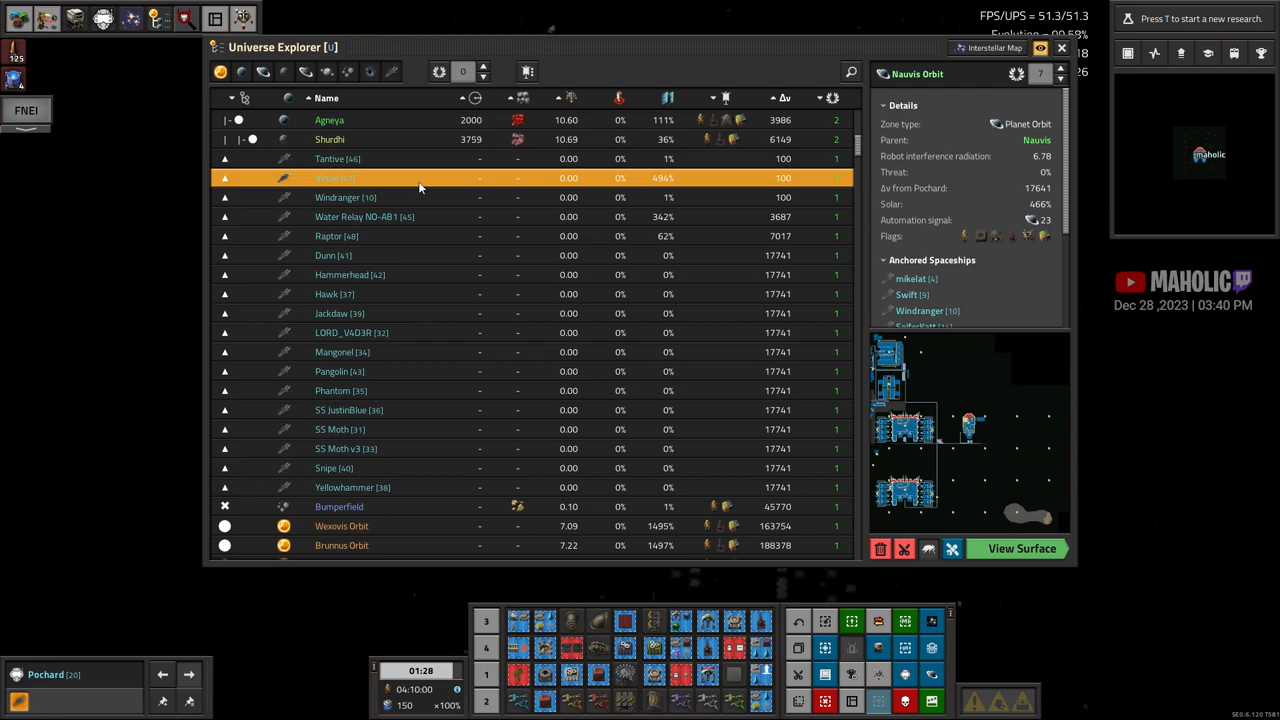 FPS/UPS = 51.3/51.3
125
4
FNEI
Universe Explorer [U]
Interstellar Map
0
Name Δv
Agneya 2000 10.60 0% 111% 3986 2
Shurdhi 3759 10.69 0% 36% 6149 2
Tantive [46] - - 0.00 0% 1% 100 1
- - 0.00 0% 494% 100
Windranger [10] - - 0.00 0% 1% 100 1
Water Relay NO-AB1 [45] - - 0.00 0% 342% 3687 1
Raptor [48] - - 0.00 0% 62% 7017 1
Dunn [41] - - 0.00 0% 0% 17741 1
Hammerhead [42] - - 0.00 0% 0% 17741 1
Hawk [37] - - 0.00 0% 0% 17741 1
Jackdaw [39] - - 0.00 0% 0% 17741 1
LORD_V4D3R [32] - - 0.00 0% 0% 17741 1
Mangonel [34] - - 0.00 0% 0% 17741 1
Pangolin [43] - - 0.00 0% 0% 17741 1
Phantom [35] - - 0.00 0% 0% 17741 1
SS JustinBlue [36] - - 0.00 0% 0% 17741 1
SS Moth [31] - - 0.00 0% 0% 17741 1
SS Moth v3 [33] - - 0.00 0% 0% 17741 1
Snipe [40] - - 0.00 0% 0% 17741 1
Yellowhammer [38] - - 0.00 0% 0% 17741 1
Bumperfield - 0.10 0% 1% 45770 1
Wexovis Orbit - - 7.09 0% 1495% 163754 1
Brunnus Orbit - - 7.22 0% 1497% 188378 1
Nauvis Orbit 7
Details
Zone type: Planet Orbit
Parent: Nauvis
Robot interference radiation: 6.78
Threat: 0%
Δv from Pochard: 17641
Solar: 466%
Automation signal: 23
Flags:
Anchored Spaceships
mikelat [4]
Swift [9]
Windranger [10]
View Surface
Press T to start a new research.
maholic
MAHOLIC
Dec 28 ,2023 | 03:40 PM
Pochard [20]
01:28
04:10:00
150 ×100%
3
4
1
2